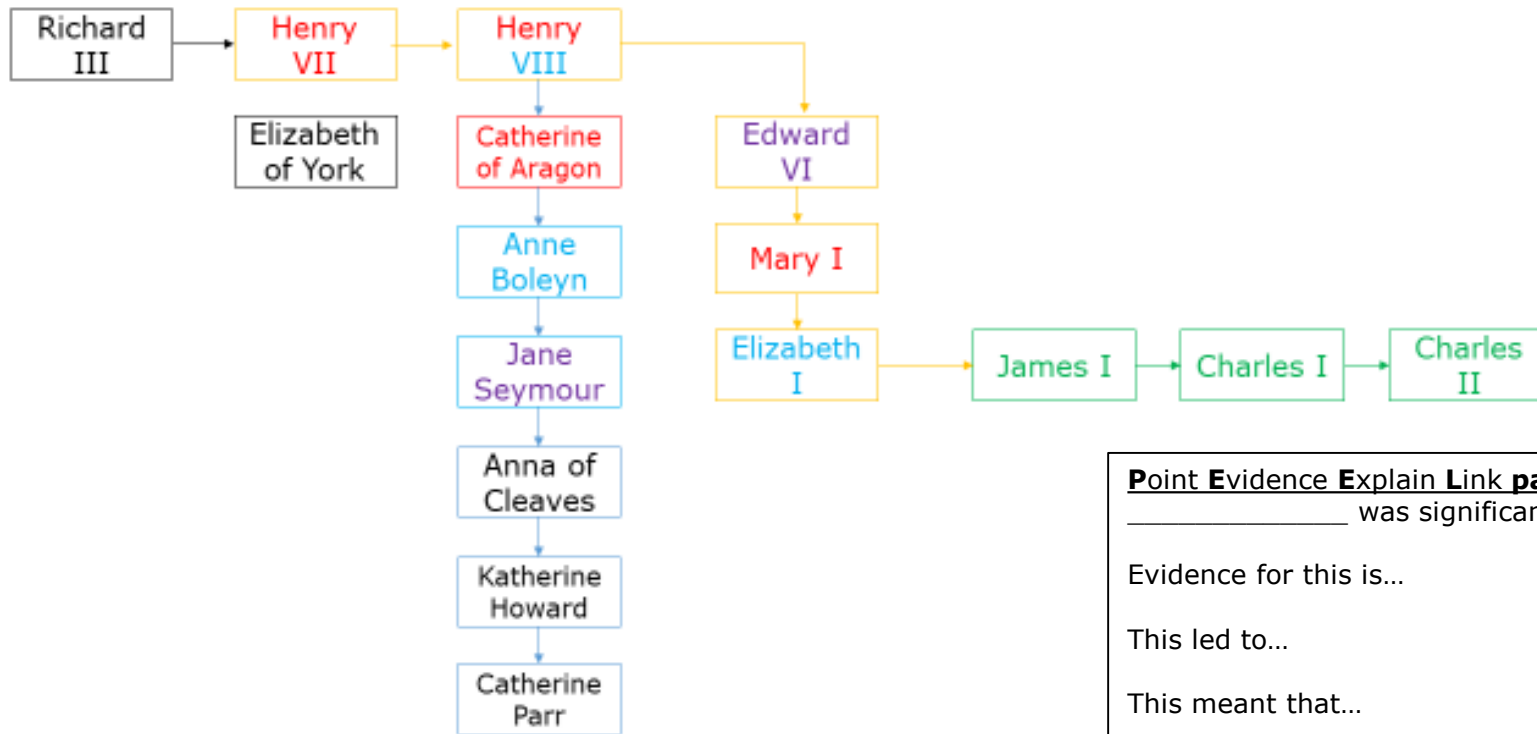 Richard
III
Henry
VII
Henry
VIII
Elizabeth
of York
Catherine
of Aragon
Edward
VI
Anne
Boleyn
Mary I
Jane
Seymour
Elizabeth
I
James I
Charles I
Charles
II
Anna of
Cleaves
Katherine
Howard
Catherine
Parr
Point Evidence Explain Link
______________ was
Evidence for this is…
This led to…
This meant that…